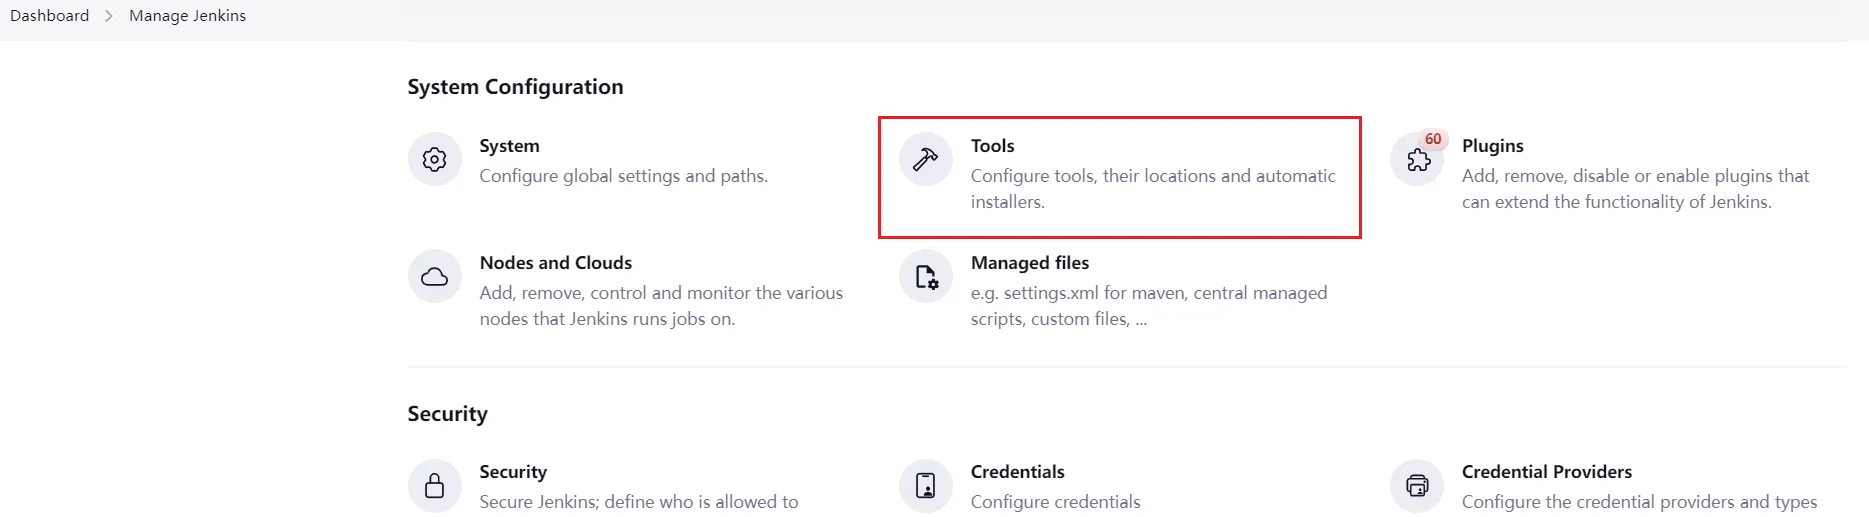 Dashboard > Manage Jenkins
System Configuration
System
Configure global settings and paths.
Tools
Configure tools, their locations and automatic
installers.
60
Plugins
Add, remove, disable or enable plugins that
can extend the functionality of Jenkins.
Nodes and Clouds
Add, remove, control and monitor the various
nodes that Jenkins runs jobs on.
Managed files
e.g. settings.xml for maven, central managed
scripts, custom files, ...
Security
Security
Secure Jenkins; define who is allowed to
Credentials
Configure credentials
Credential Providers
Configure the credential providers and types